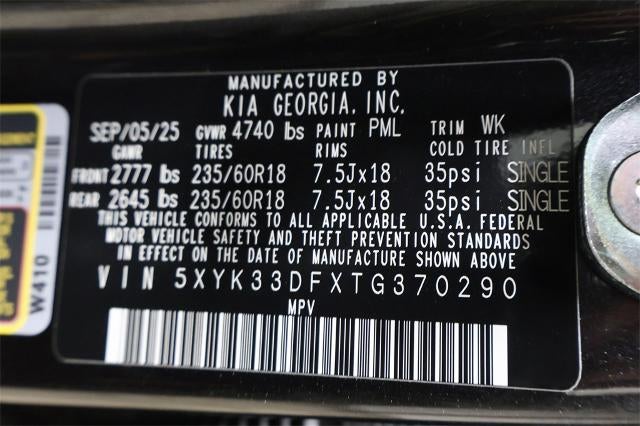 MANUFACTURED BY
KIA GEORGIA, INC.
SEP/05/25 GVWR 4740 lbs PAINT PML TRIM WK
GAWR TIRES RIMS COLD TIRE INFL
FRONT 2777 lbs 235/60R18 7.5Jx18 35psi SINGLE
REAR 2645 lbs 235/60R18 7.5Jx18 35psi SINGLE
THIS VEHICLE CONFORMS TO ALL APPLICABLE U.S.A. FEDERAL
MOTOR VEHICLE SAFETY AND THEFT PREVENTION STANDARDS
IN EFFECT ON THE DATE OF MANUFACTURE SHOWN ABOVE.
VIN 5XYK33DFXTG370290
MPV
W410